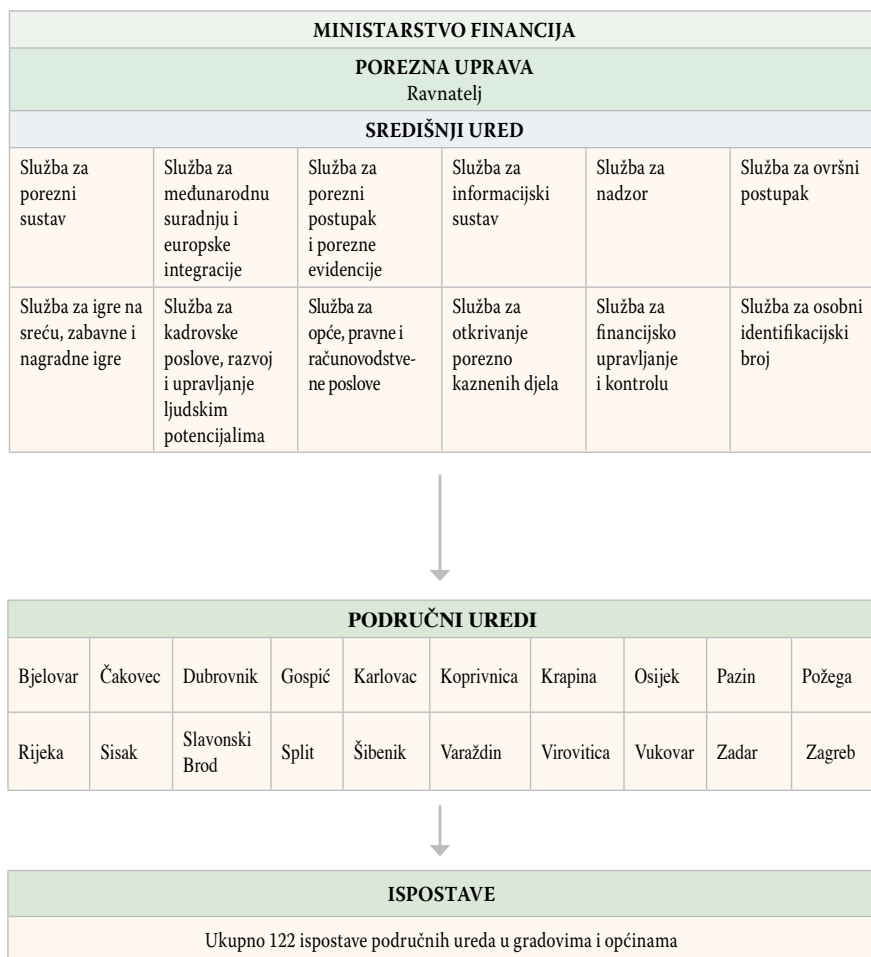 MINISTARSTVO FINANCIJA
POREZNA UPRAVA
Ravnatelj
SREDIŠNJI URED
Služba za
porezni
sustav
Služba za
međunarodnu
suradnju i
europske
integracije
Služba za
porezni
postupak
i porezne
evidencije
Služba za
informacijski
sustav
Služba za
nadzor
Služba za ovršni
postupak
Služba za igre na
sreću, zabavne i
nagradne igre
Služba za
kadrovske
poslove, razvoj
i upravljanje
ljudskim
potencijalima
Služba za
opće, pravne i
računovodstve-
ne poslove
Služba za
otkrivanje
porezno
kaznenih djela
Služba za
financijsko
upravljanje
i kontrolu
Služba za osobni
identifikacijski
broj
PODRUČNI UREDI
Bjelovar
Čakovec
Dubrovnik
Gospić
Karlovac
Koprivnica
Krapina
Osijek
Pazin
Požega
Rijeka
Sisak
Slavonski
Brod
Split
Šibenik
Varaždin
Virovitica
Vukovar
Zadar
Zagreb
ISPOSTAVE
Ukupno 122 ispostave područnih ureda u gradovima i općinama